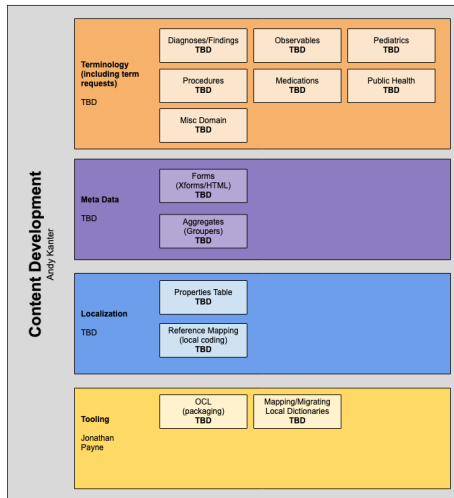 Content Development
Andy Kanter
Terminology
(including term
requests)
TBD
Diagnoses/Findings
TBD
Observables
TBD
Pediatrics
TBD
Procedures
TBD
Medications
TBD
Public Health
TBD
Misc Domain
TBD
Meta Data
TBD
Forms
(Xforms/HTML)
TBD
Aggregates
(Groupers)
TBD
Localization
TBD
Properties Table
TBD
Reference Mapping
(local coding)
TBD
Tooling
Jonathan
Payne
OCL
(packaging)
TBD
Mapping/Migrating
Local Dictionaries
TBD